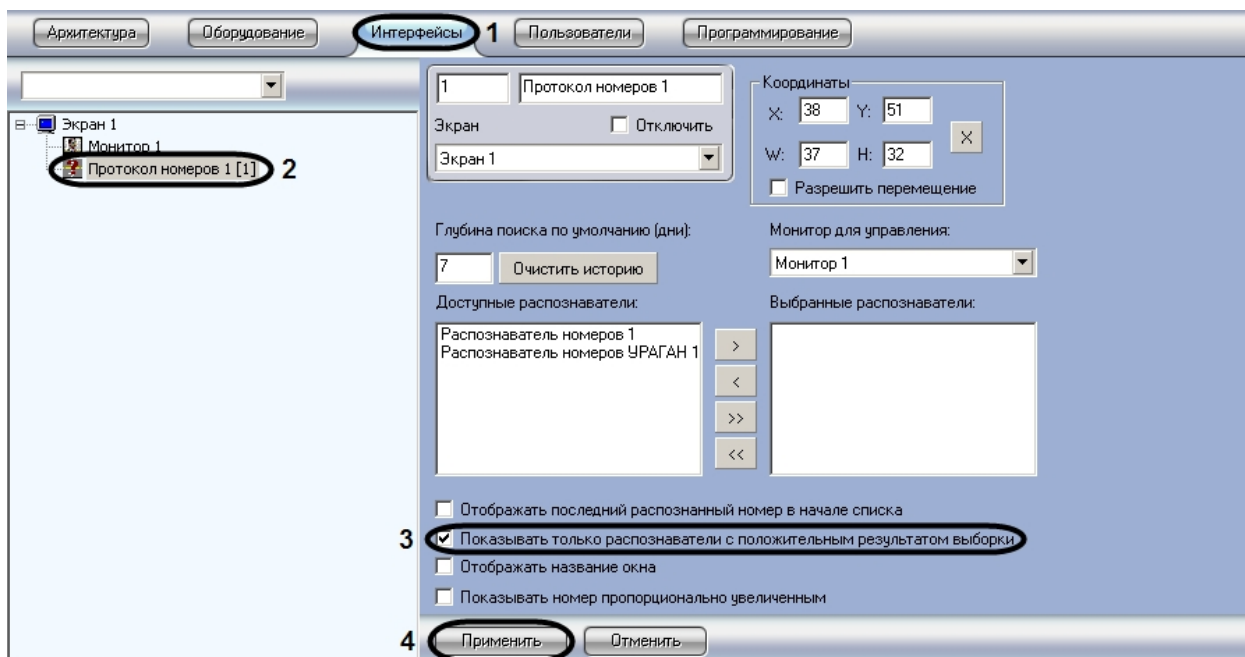 Архитектура Оборудование Интерфейсы 1 Пользователи Программирование
Экран 1
Монитор 1
Протокол номеров 1 [1] 2
1 Протокол номеров 1
Экран Отключить
Экран 1
Координаты
X: 38 Y: 51
X
W: 37 H: 32
Разрешить перемещение
Глубина поиска по умолчанию (дни):
7 Очистить историю
Монитор для управления:
Монитор 1
Доступные распознаватели:
Распознаватель номеров 1
Распознаватель номеров УРАГАН 1
>
<
>>
<<
Выбранные распознаватели:
Отображать последний распознанный номер в начале списка
3 Показывать только распознаватели с положительным результатом выборки
Отображать название окна
Показывать номер пропорционально увеличенным
4 Применить Отменить